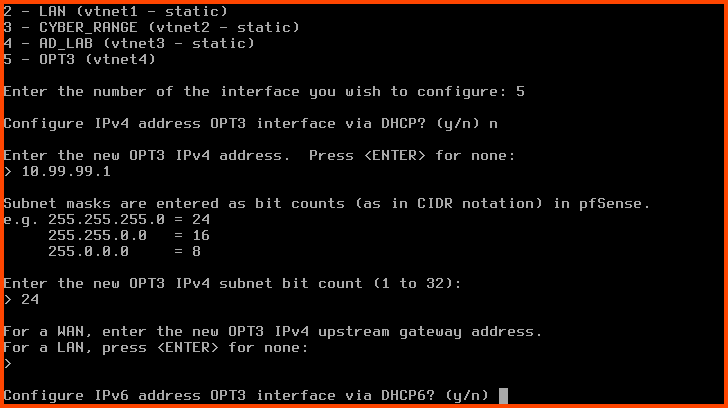 2 - LAN (vtnet1 - static)
3 - CYBER_RANGE (vtnet2 - static)
4 - AD_LAB (vtnet3 - static)
5 - OPT3 (vtnet4)
Enter the number of the interface you wish to configure: 5
Configure IPv4 address OPT3 interface via DHCP? (y/n) n
Enter the new OPT3 IPv4 address.  Press <ENTER> for none:
> 10.99.99.1
Subnet masks are entered as bit counts (as in CIDR notation) in pfSense.
e.g. 255.255.255.0 = 24
     255.255.0.0   = 16
     255.0.0.0     = 8
Enter the new OPT3 IPv4 subnet bit count (1 to 32):
> 24
For a WAN, enter the new OPT3 IPv4 upstream gateway address.
For a LAN, press <ENTER> for none:
>
Configure IPv6 address OPT3 interface via DHCP6? (y/n)